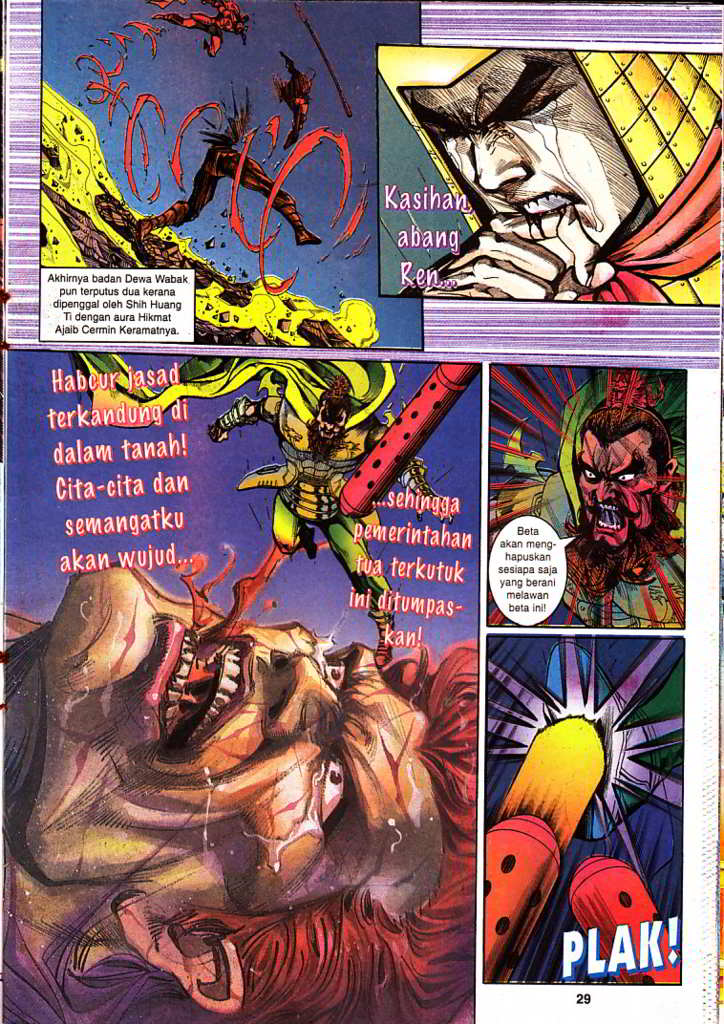 Akhirnya badan Dewa Wabak
pun terputus dua kerana
dipenggal oleh Shih Huang
Ti dengan aura Hikmat
Ajaib Cermin Keramatnya.
Kasihan,
abang
Ren...
Habcur jasad
terkandung di
dalam tanah!
Cita-cita dan
semangatku
akan wujud...
...sehingga
pemerintahan
tua terkutuk
ini ditumpas-
kan!
Beta
akan meng-
hapuskan
sesiapa saja
yang berani
melawan
beta ini!
PLAK!
29